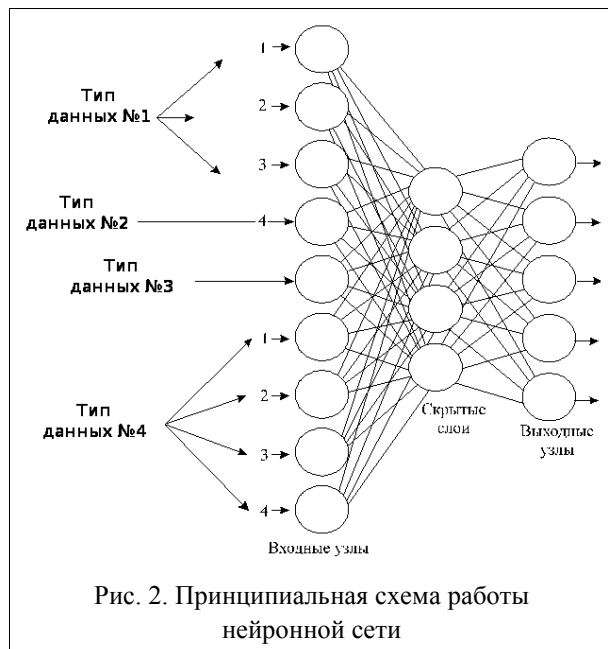 1
Тип
данных №1
2
3
Тип
данных №2
4
Тип
данных №3
1
2
Тип
данных №4
3
4
Скрытые
слои
Выходные
узлы
Входные узлы
Рис. 2. Принципиальная схема работы
нейронной сети